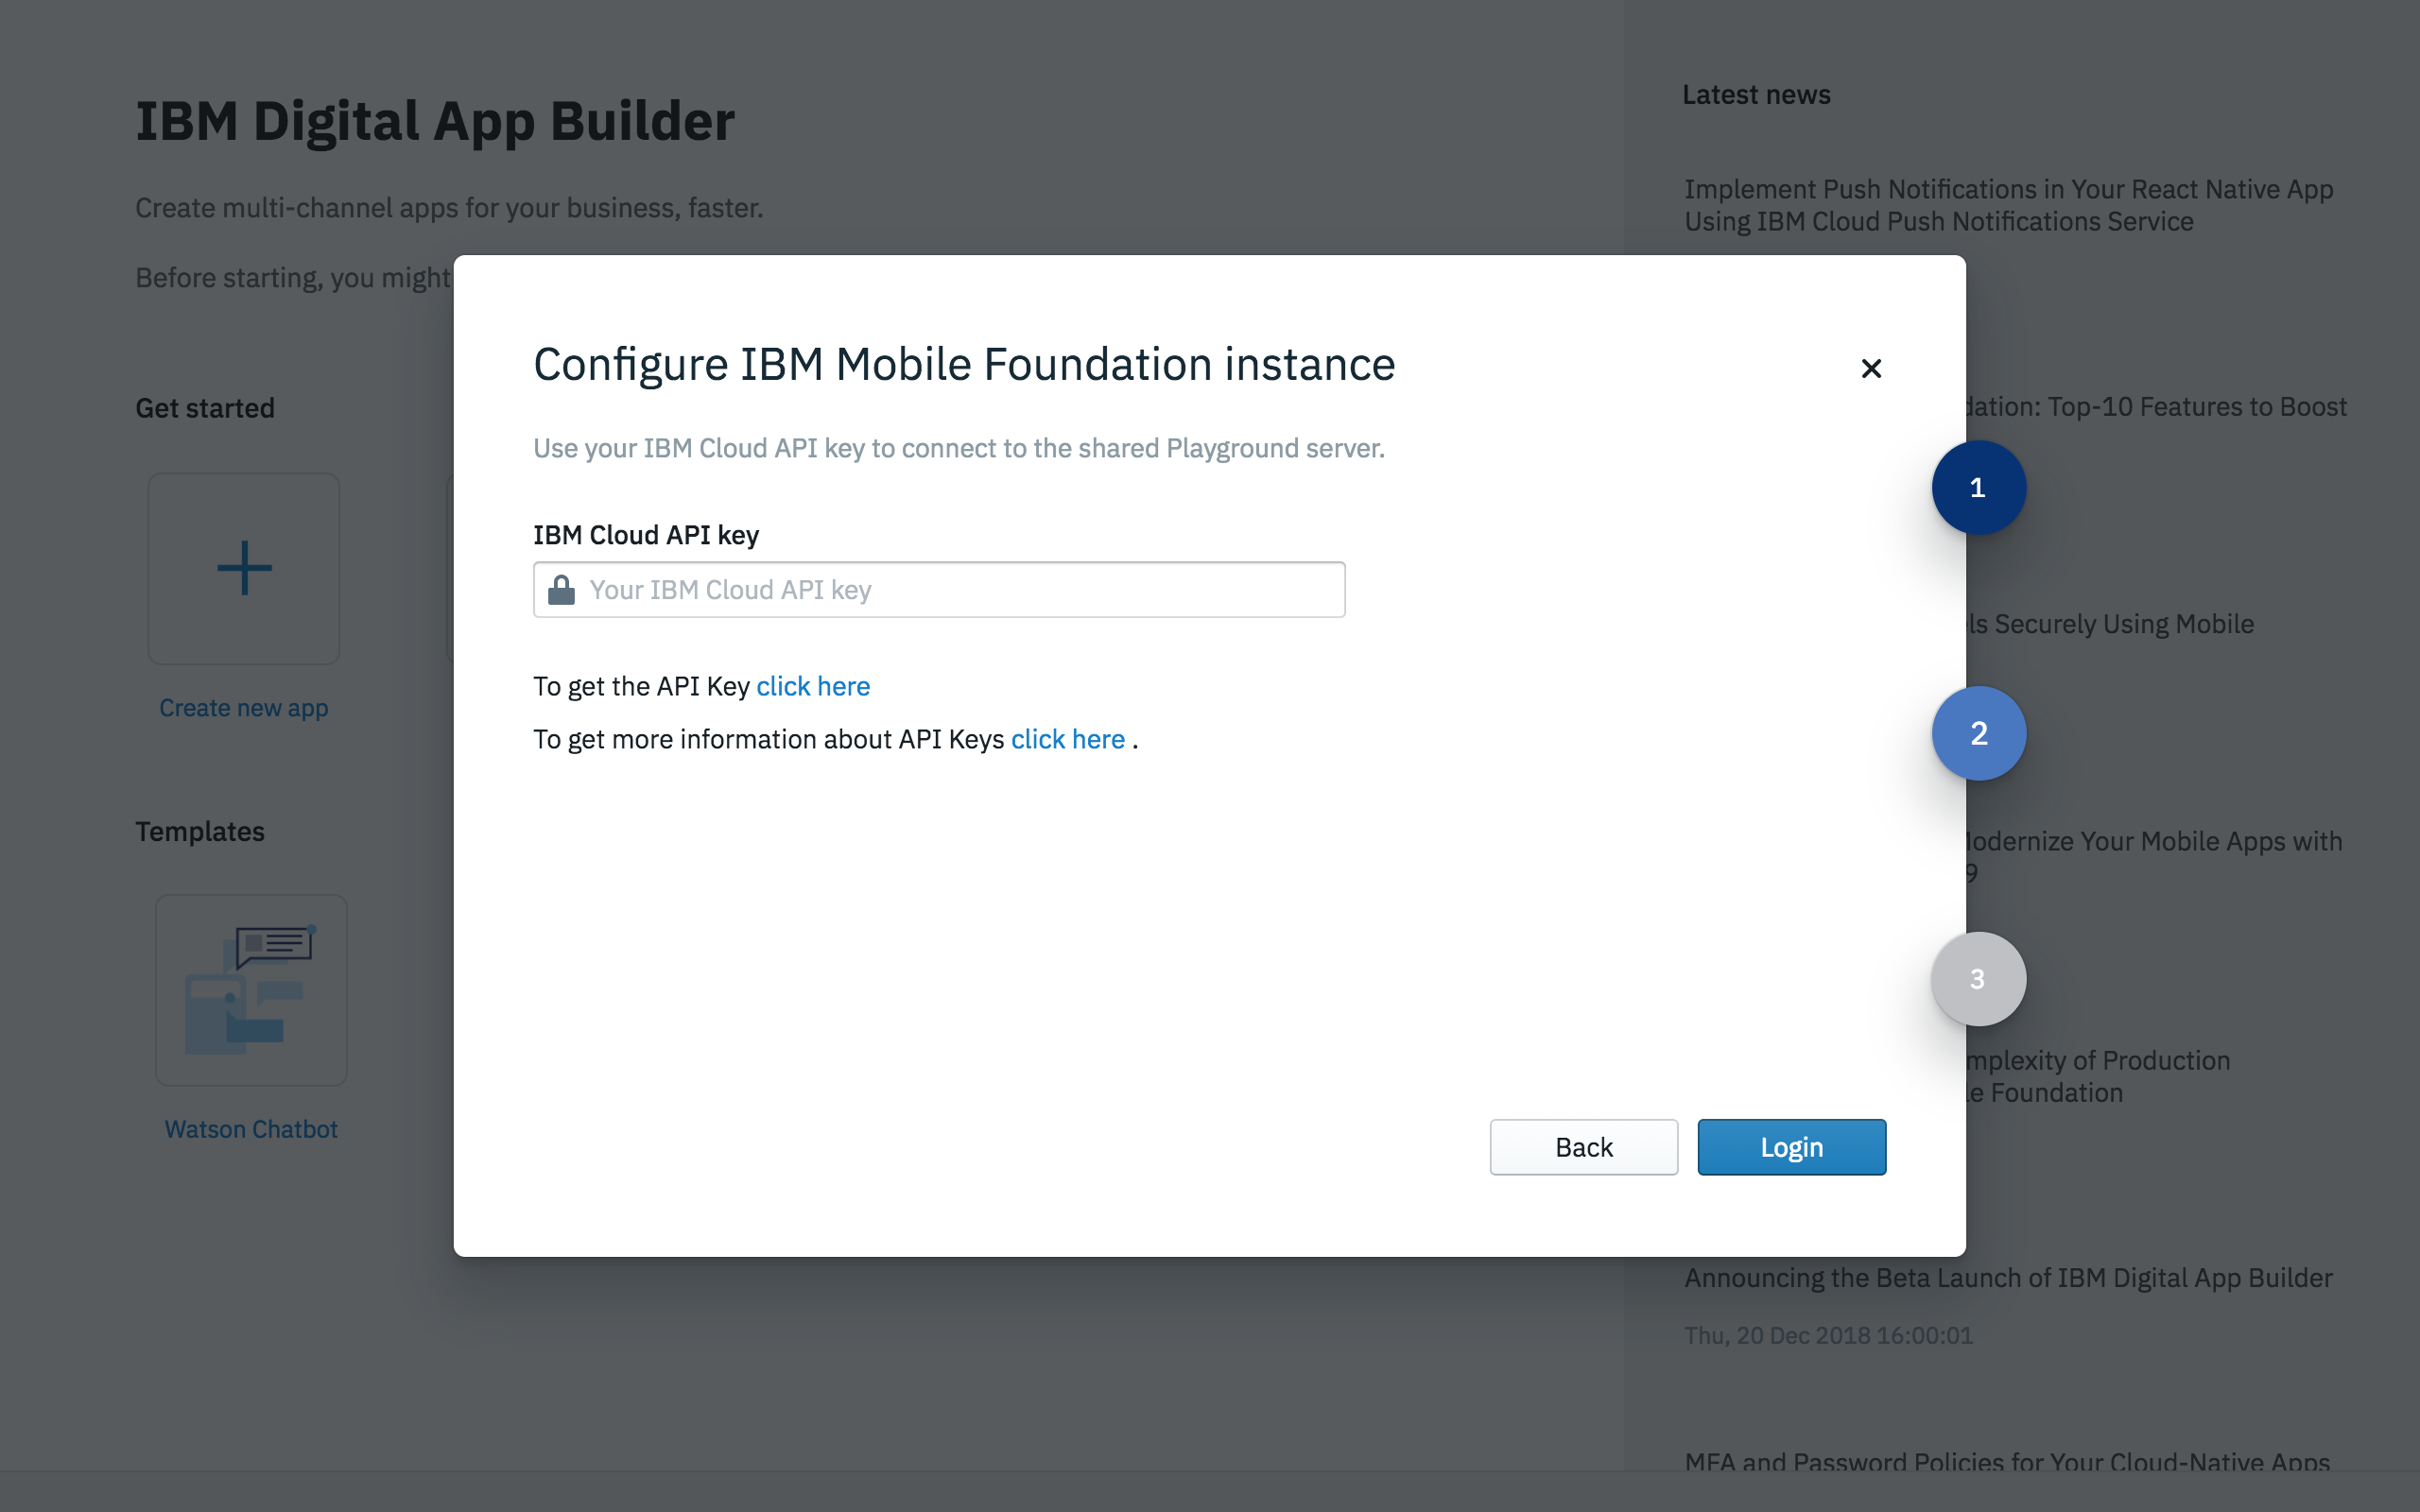 IBM Digital App Builder
Create multi-channel apps for your business, faster.
Before starting, you might
Get started
Create new app
Templates
Watson Chatbot
Configure IBM Mobile Foundation instance
Use your IBM Cloud API key to connect to the shared Playground server.
IBM Cloud API key
Your IBM Cloud API key
To get the API Key click here
To get more information about API Keys click here .
Back
Login
1
2
3
Latest news
Implement Push Notifications in Your React Native App
Using IBM Cloud Push Notifications Service
: Top-10 Features to Boost
Securely Using Mobile
Your Mobile Apps with
of Production
Foundation
Announcing the Beta Launch of IBM Digital App Builder
Thu, 20 Dec 2018 16:00:01
MFA and Password Policies for Your Cloud-Native Apps